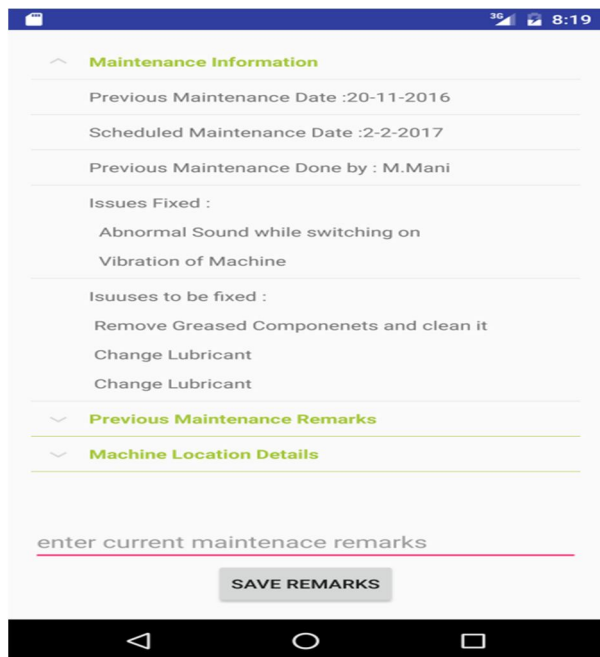 3G 8:19
Maintenance Information
Previous Maintenance Date :20-11-2016
Scheduled Maintenance Date :2-2-2017
Previous Maintenance Done by : M.Mani
Issues Fixed :
Abnormal Sound while switching on
Vibration of Machine
Isuuses to be fixed :
Remove Greased Componenets and clean it
Change Lubricant
Change Lubricant
Previous Maintenance Remarks
Machine Location Details
enter current maintenace remarks
SAVE REMARKS